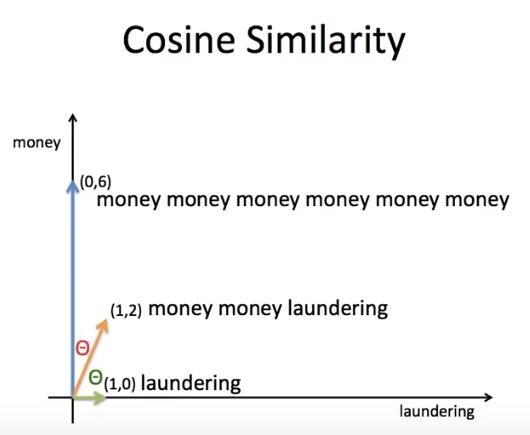 Cosine Similarity
money
(0,6)
money money money money money money
(1,2) money money laundering
Θ
Θ(1,0) laundering
laundering